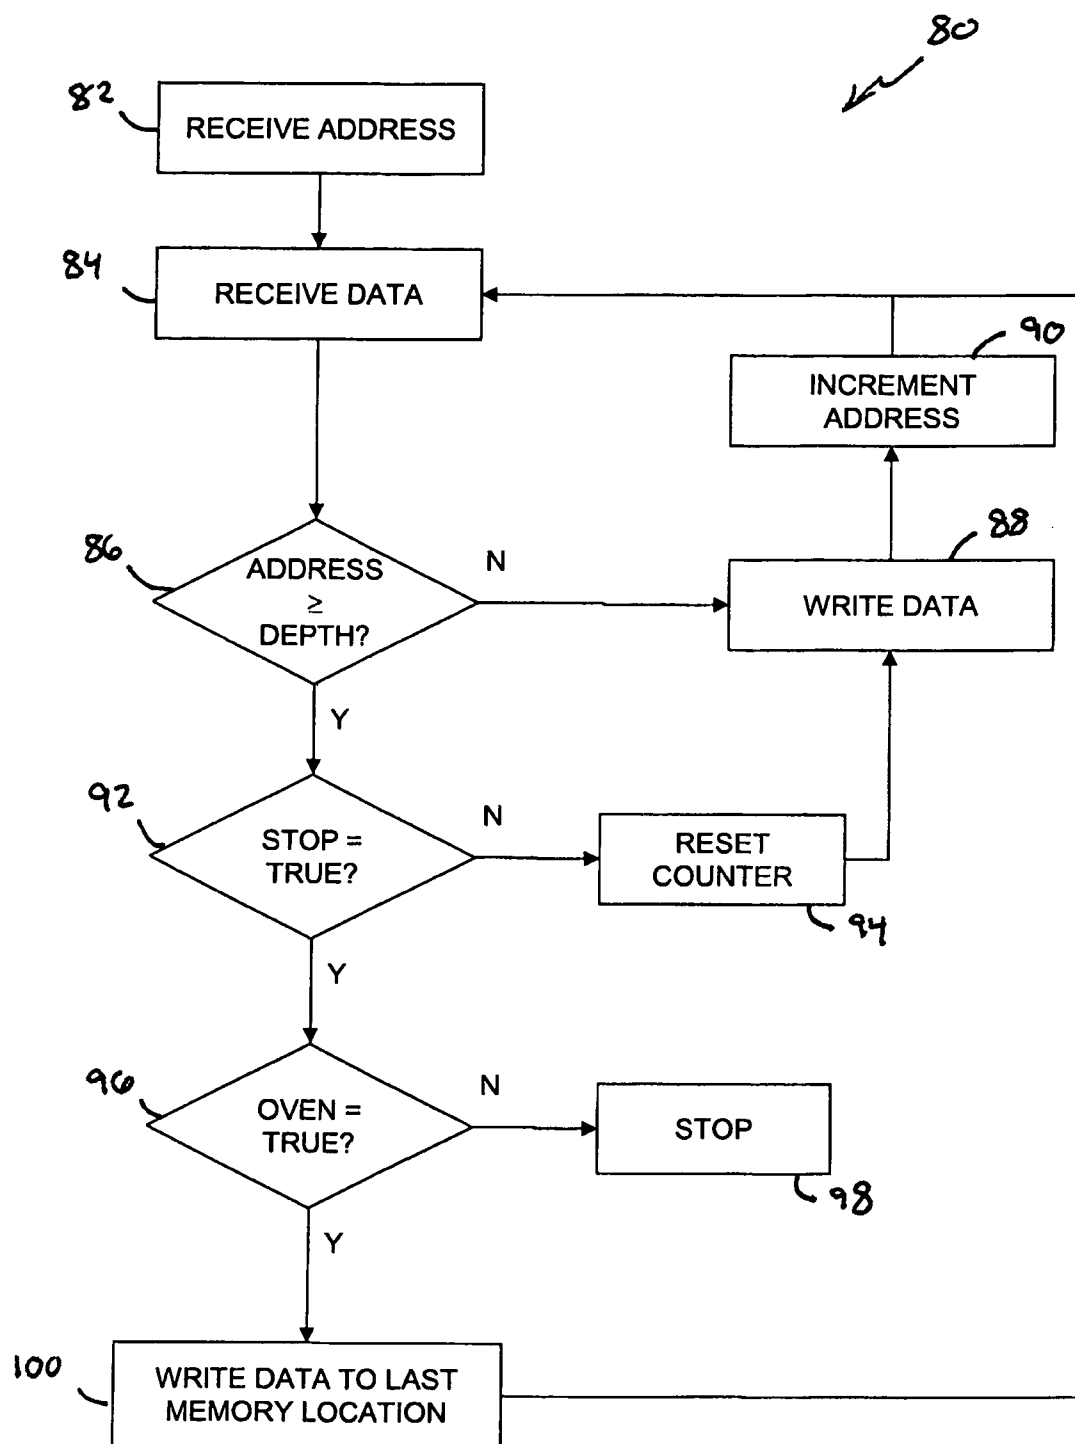 80
82
RECEIVE ADDRESS
84
RECEIVE DATA
90
INCREMENT
ADDRESS
86
ADDRESS
≥
DEPTH?
N
88
WRITE DATA
Y
92
STOP =
TRUE?
N
RESET
COUNTER
94
Y
96
OVEN =
TRUE?
N
STOP
98
Y
100
WRITE DATA TO LAST
MEMORY LOCATION